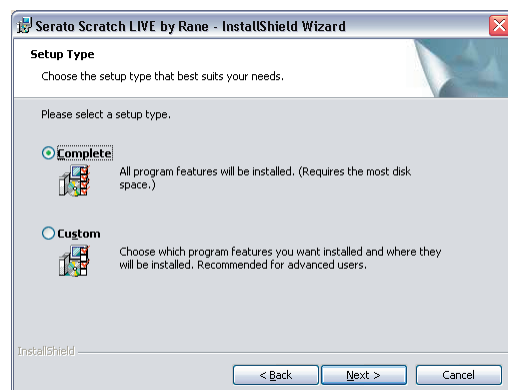 Serato Scratch LIVE by Rane - InstallShield Wizard
Setup Type
Choose the setup type that best suits your needs.
Please select a setup type.
Complete
All program features will be installed. (Requires the most disk
space.)
Custom
Choose which program features you want installed and where they
will be installed. Recommended for advanced users.
InstallShield
< Back Next > Cancel